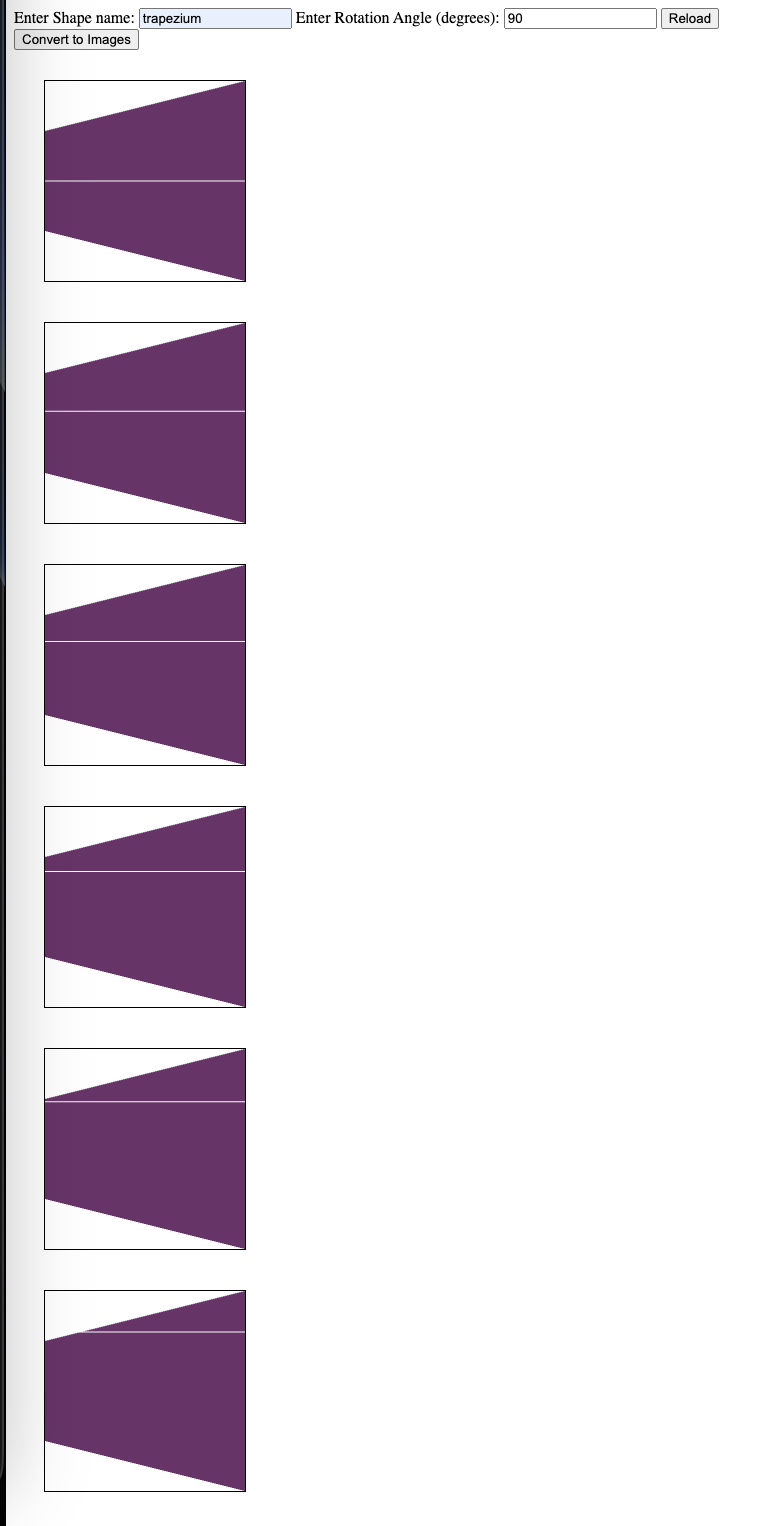 Enter Shape name: trapezium Enter Rotation Angle (degrees): 90 Reload
Convert to Images